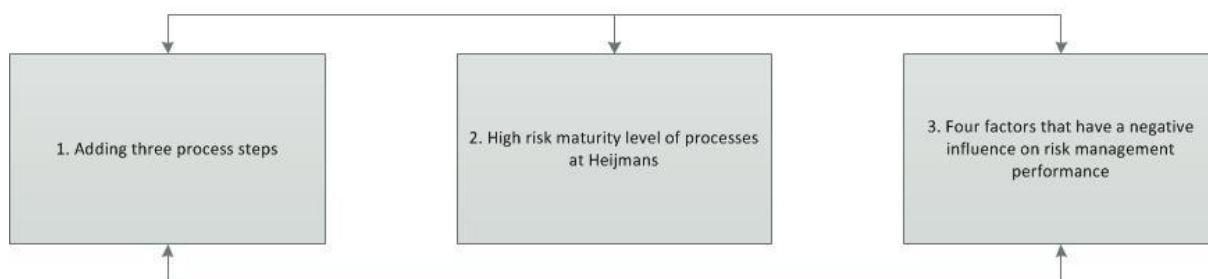 1. Adding three process steps
2. High risk maturity level of processes
at Heijmans
3. Four factors that have a negative
influence on risk management
performance